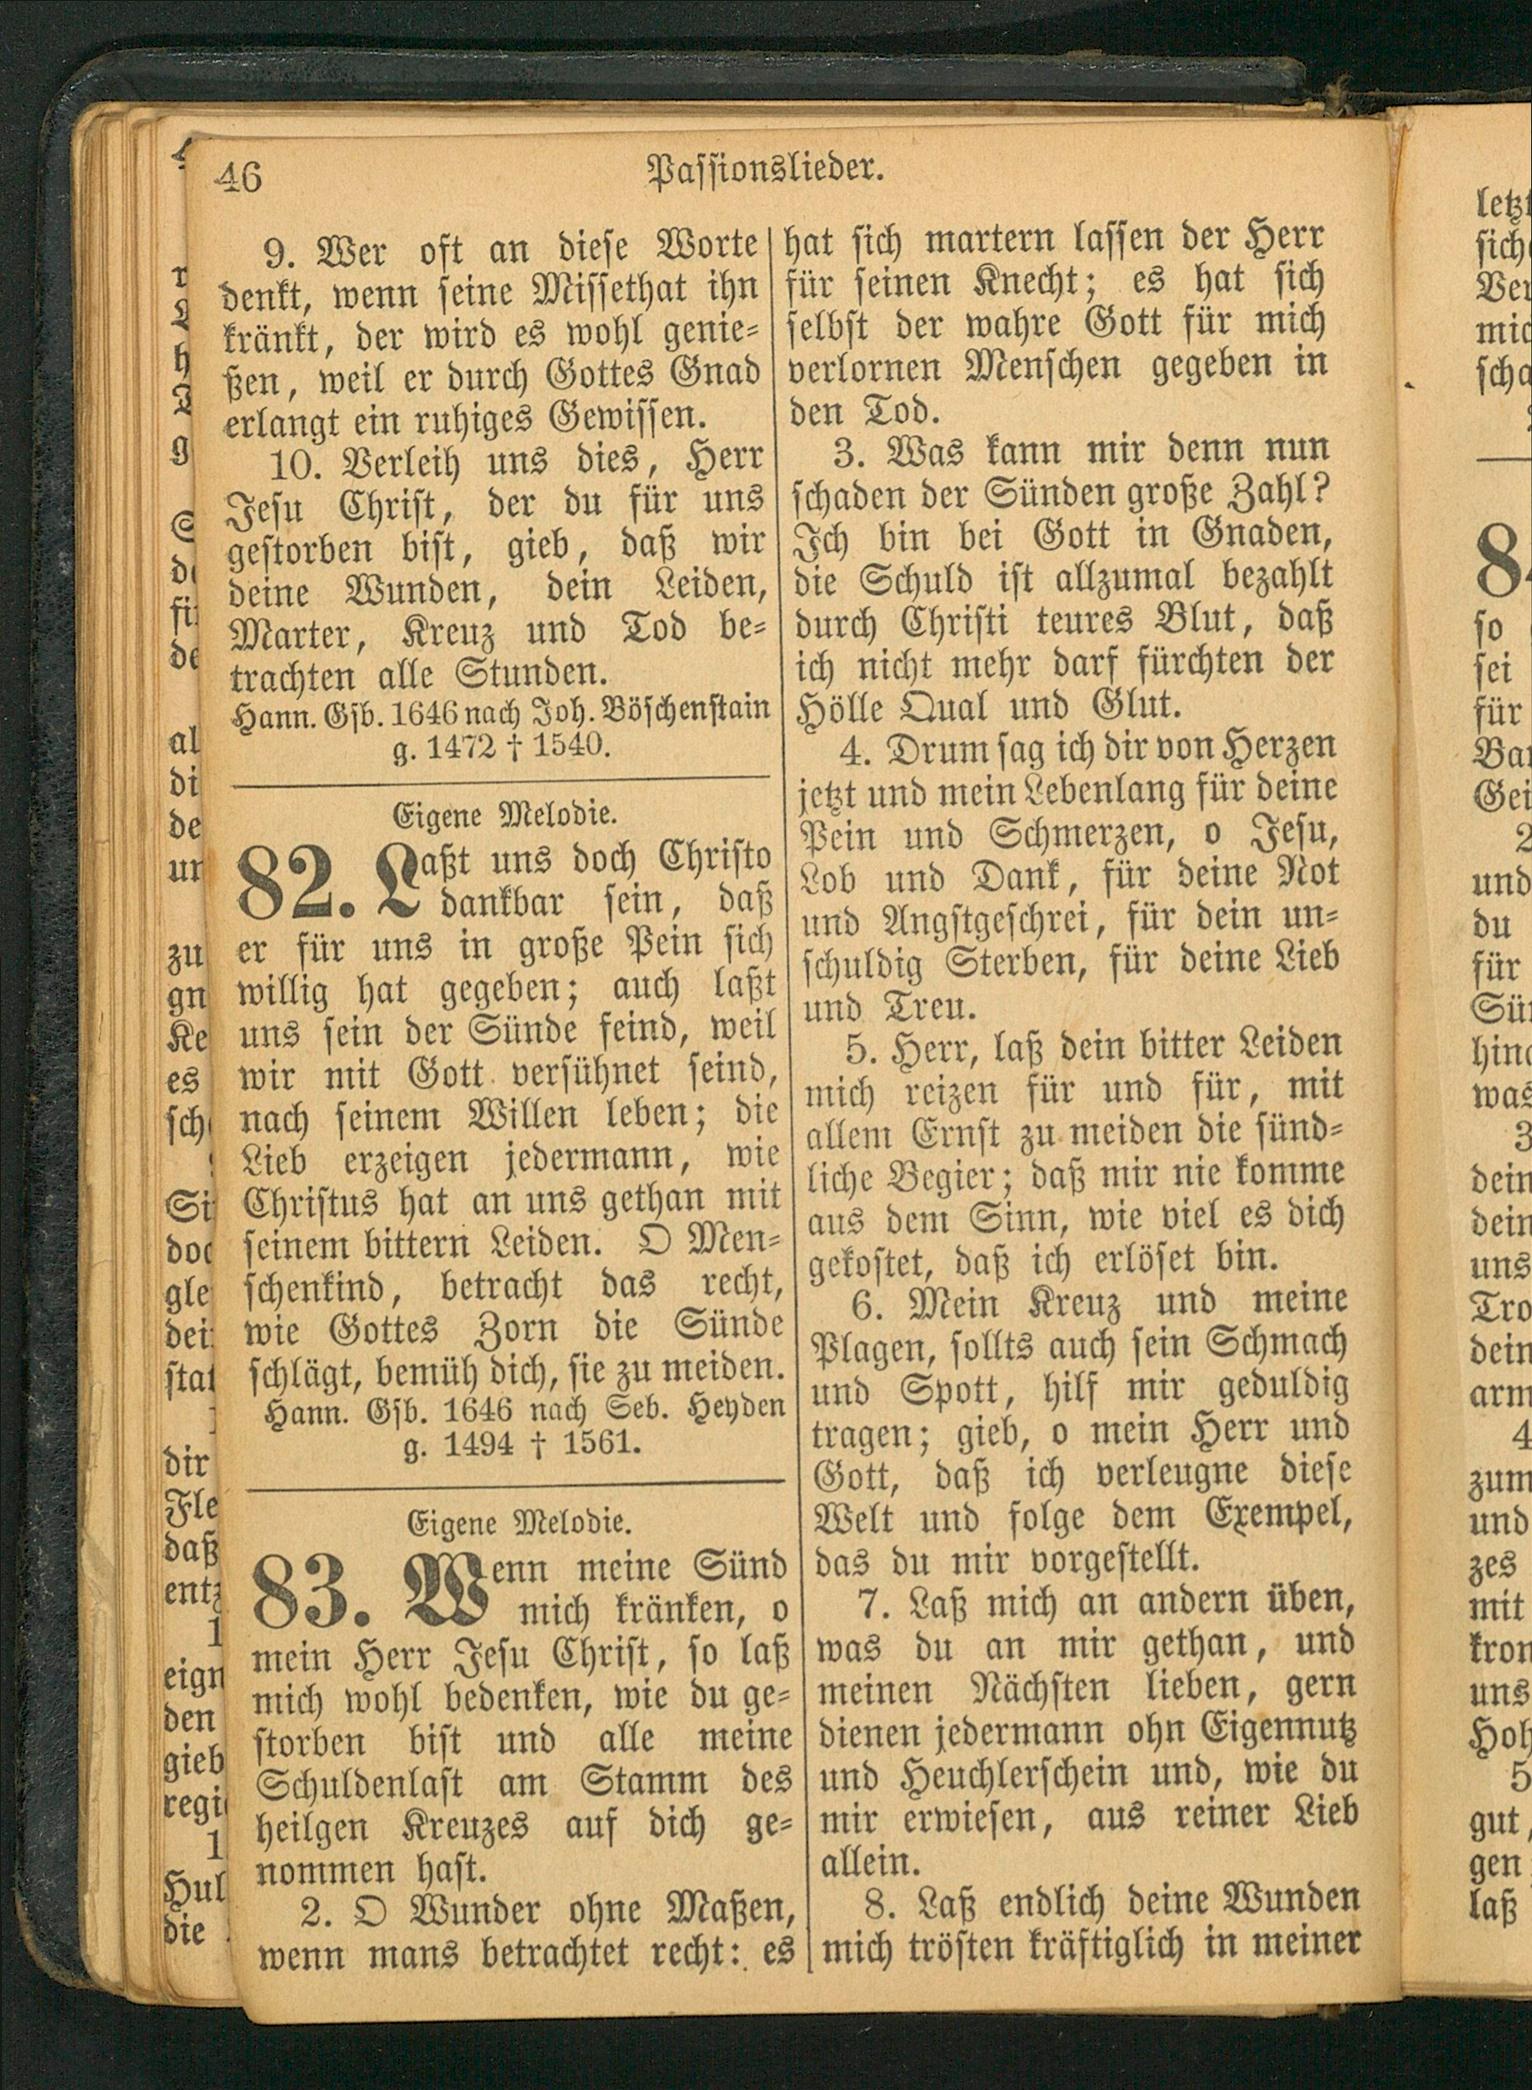 46
Passionslieder.
9. Wer oft an diese Worte
denkt, wenn seine Missethat ihn
kränkt, der wird es wohl genie-
ßen, weil er durch Gottes Gnad
erlangt ein ruhiges Gewissen.
10. Verleih uns dies, Herr
Jesu Christ, der du für uns
gestorben bist, gieb, daß wir
deine Wunden, dein Leiden,
Marter, Kreuz und Tod be-
trachten alle Stunden.
Hann. Gsb. 1646 nach Joh. Böschenstain
g. 1472 † 1540.
Eigene Melodie.
82. Laßt uns doch Christo
dankbar sein, daß
er für uns in große Pein sich
willig hat gegeben; auch laßt
uns sein der Sünde feind, weil
wir mit Gott versühnet seind,
nach seinem Willen leben; die
Lieb erzeigen jedermann, wie
Christus hat an uns gethan mit
seinem bittern Leiden. O Men-
schenkind, betracht das recht,
wie Gottes Zorn die Sünde
schlägt, bemüh dich, sie zu meiden.
Hann. Gsb. 1646 nach Seb. Heyden
g. 1494 † 1561.
Eigene Melodie.
83. Wenn meine Sünd
mich kränken, o
mein Herr Jesu Christ, so laß
mich wohl bedenken, wie du ge-
storben bist und alle meine
Schuldenlast am Stamm des
heilgen Kreuzes auf dich ge-
nommen hast.
2. O Wunder ohne Maßen,
wenn mans betrachtet recht: es
hat sich martern lassen der Herr
für seinen Knecht; es hat sich
selbst der wahre Gott für mich
verlornen Menschen gegeben in
den Tod.
3. Was kann mir denn nun
schaden der Sünden große Zahl?
Ich bin bei Gott in Gnaden,
die Schuld ist allzumal bezahlt
durch Christi teures Blut, daß
ich nicht mehr darf fürchten der
Hölle Qual und Glut.
4. Drum sag ich dir von Herzen
jetzt und mein Lebenlang für deine
Pein und Schmerzen, o Jesu,
Lob und Dank, für deine Not
und Angstgeschrei, für dein un-
schuldig Sterben, für deine Lieb
und Treu.
5. Herr, laß dein bitter Leiden
mich reizen für und für, mit
allem Ernst zu meiden die sünd-
liche Begier; daß mir nie komme
aus dem Sinn, wie viel es dich
gekostet, daß ich erlöset bin.
6. Mein Kreuz und meine
Plagen, sollts auch sein Schmach
und Spott, hilf mir geduldig
tragen; gieb, o mein Herr und
Gott, daß ich verleugne diese
Welt und folge dem Exempel,
das du mir vorgestellt.
7. Laß mich an andern üben,
was du an mir gethan, und
meinen Nächsten lieben, gern
dienen jedermann ohn Eigennutz
und Heuchlerschein und, wie du
mir erwiesen, aus reiner Lieb
allein.
8. Laß endlich deine Wunden
mich trösten kräftiglich in meiner